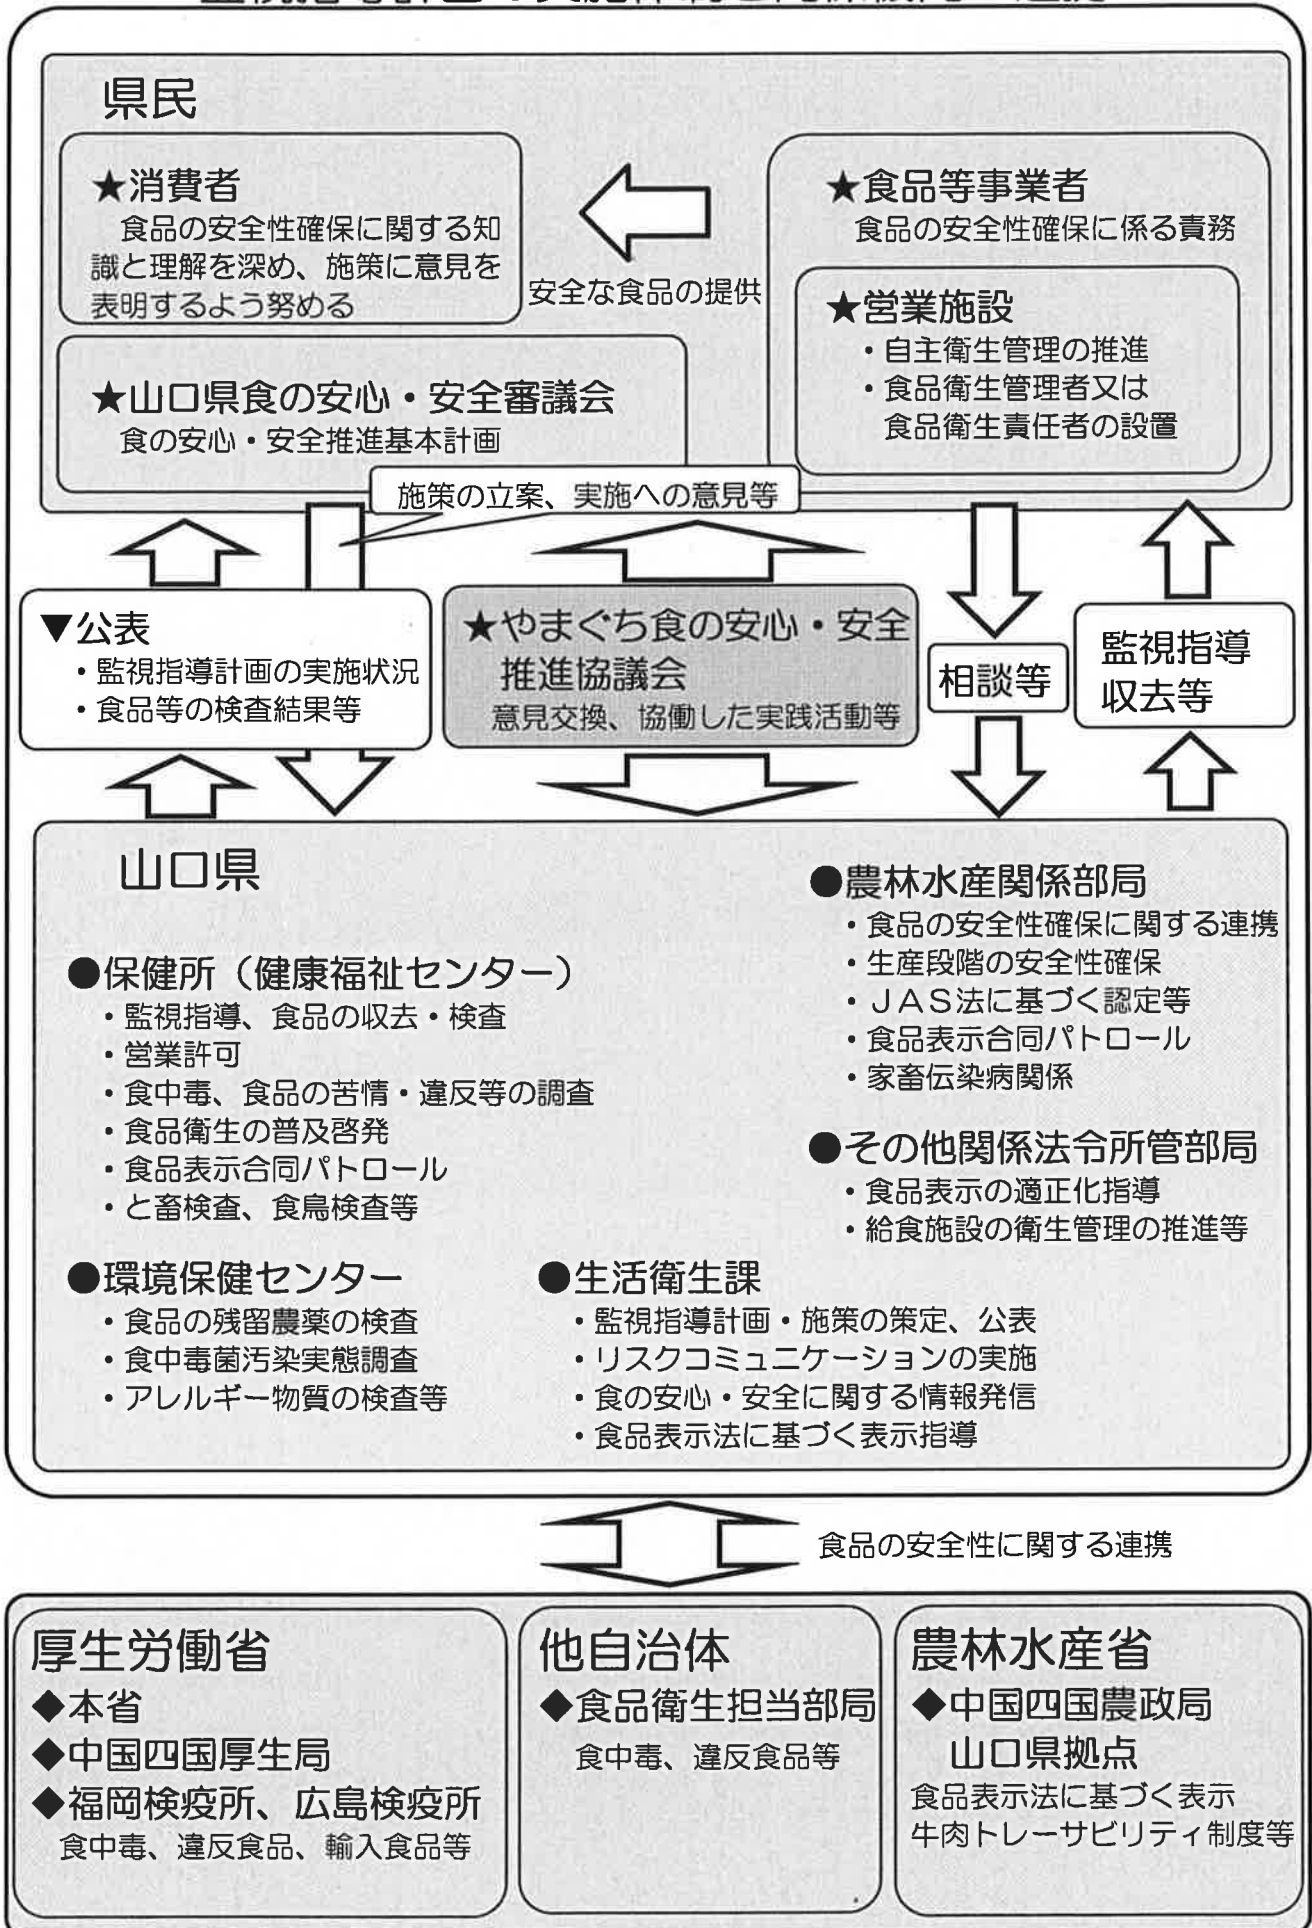 県民
★消費者
食品の安全性確保に関する知
識と理解を深め、施策に意見を
表明するよう努める
安全な食品の提供
★食品等事業者
食品の安全性確保に係る責務
★営業施設
・自主衛生管理の推進
・食品衛生管理者又は
食品衛生責任者の設置
★山口県食の安心・安全審議会
食の安心・安全推進基本計画
施策の立案、実施への意見等
▼公表
・監視指導計画の実施状況
・食品等の検査結果等
★やまぐち食の安心・安全
推進協議会
意見交換、協働した実践活動等
相談等
監視指導
収去等
山口県
●保健所（健康福祉センター）
・監視指導、食品の収去・検査
・営業許可
・食中毒、食品の苦情・違反等の調査
・食品衛生の普及啓発
・食品表示合同パトロール
・と畜検査、食鳥検査等
●環境保健センター
・食品の残留農薬の検査
・食中毒菌汚染実態調査
・アレルギー物質の検査等
●農林水産関係部局
・食品の安全性確保に関する連携
・生産段階の安全性確保
・ＪＡＳ法に基づく認定等
・食品表示合同パトロール
・家畜伝染病関係
●その他関係法令所管部局
・食品表示の適正化指導
・給食施設の衛生管理の推進等
●生活衛生課
・監視指導計画・施策の策定、公表
・リスクコミュニケーションの実施
・食の安心・安全に関する情報発信
・食品表示法に基づく表示指導
食品の安全性に関する連携
厚生労働省
◆本省
◆中国四国厚生局
◆福岡検疫所、広島検疫所
食中毒、違反食品、輸入食品等
他自治体
◆食品衛生担当部局
食中毒、違反食品等
農林水産省
◆中国四国農政局
山口県拠点
食品表示法に基づく表示
牛肉トレーサビリティ制度等